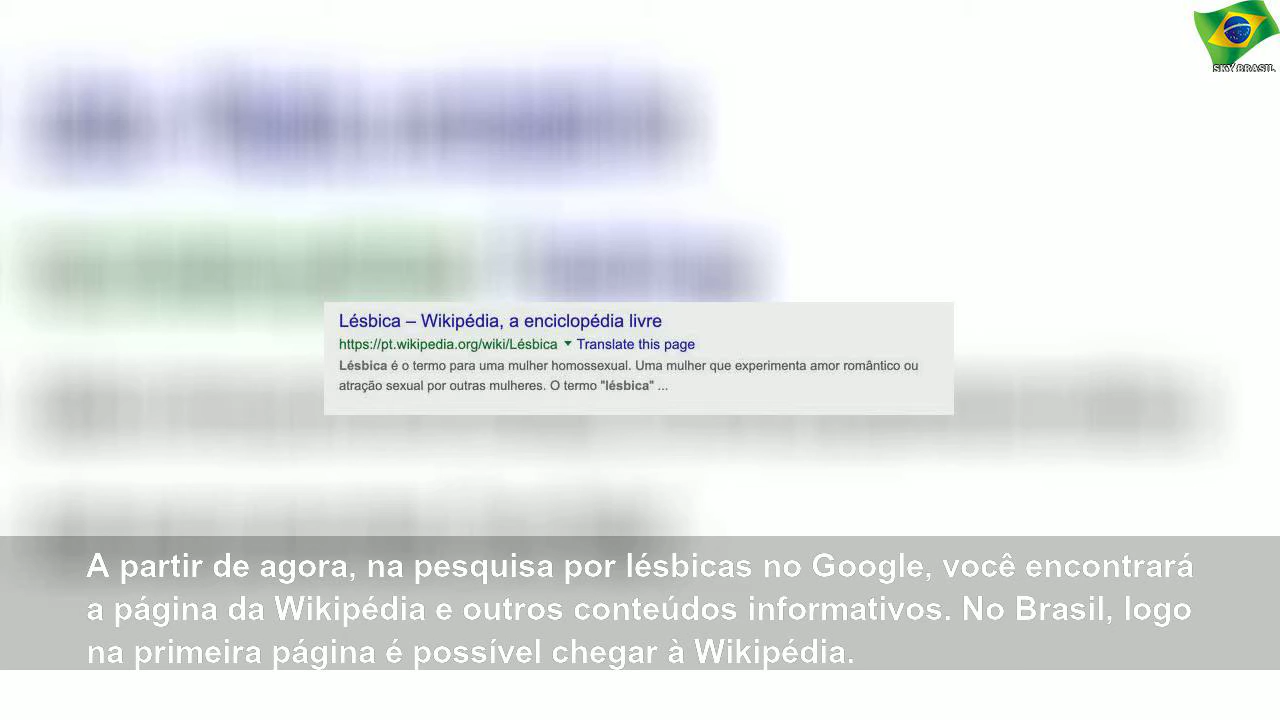 SKY BRASIL
Lésbica – Wikipédia, a enciclopédia livre
https://pt.wikipedia.org/wiki/Lésbica Translate this page
Lésbica é o termo para uma mulher homossexual. Uma mulher que experimenta amor romântico ou
atração sexual por outras mulheres. O termo "lésbica" ...
A partir de agora, na pesquisa por lésbicas no Google, você encontrará
a página da Wikipédia e outros conteúdos informativos. No Brasil, logo
na primeira página é possível chegar à Wikipédia.